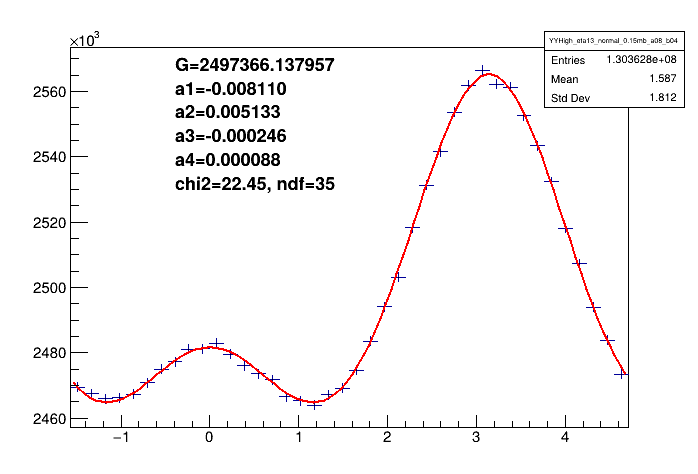 ×10³
YYHigh_eta13_normal_0.15mb_a08_b04
Entries 1.303628e+08
Mean 1.587
Std Dev 1.812
G=2497366.137957
a1=-0.008110
a2=0.005133
a3=-0.000246
a4=0.000088
chi2=22.45, ndf=35
2560
2540
2520
2500
2480
2460
−1 0 1 2 3 4